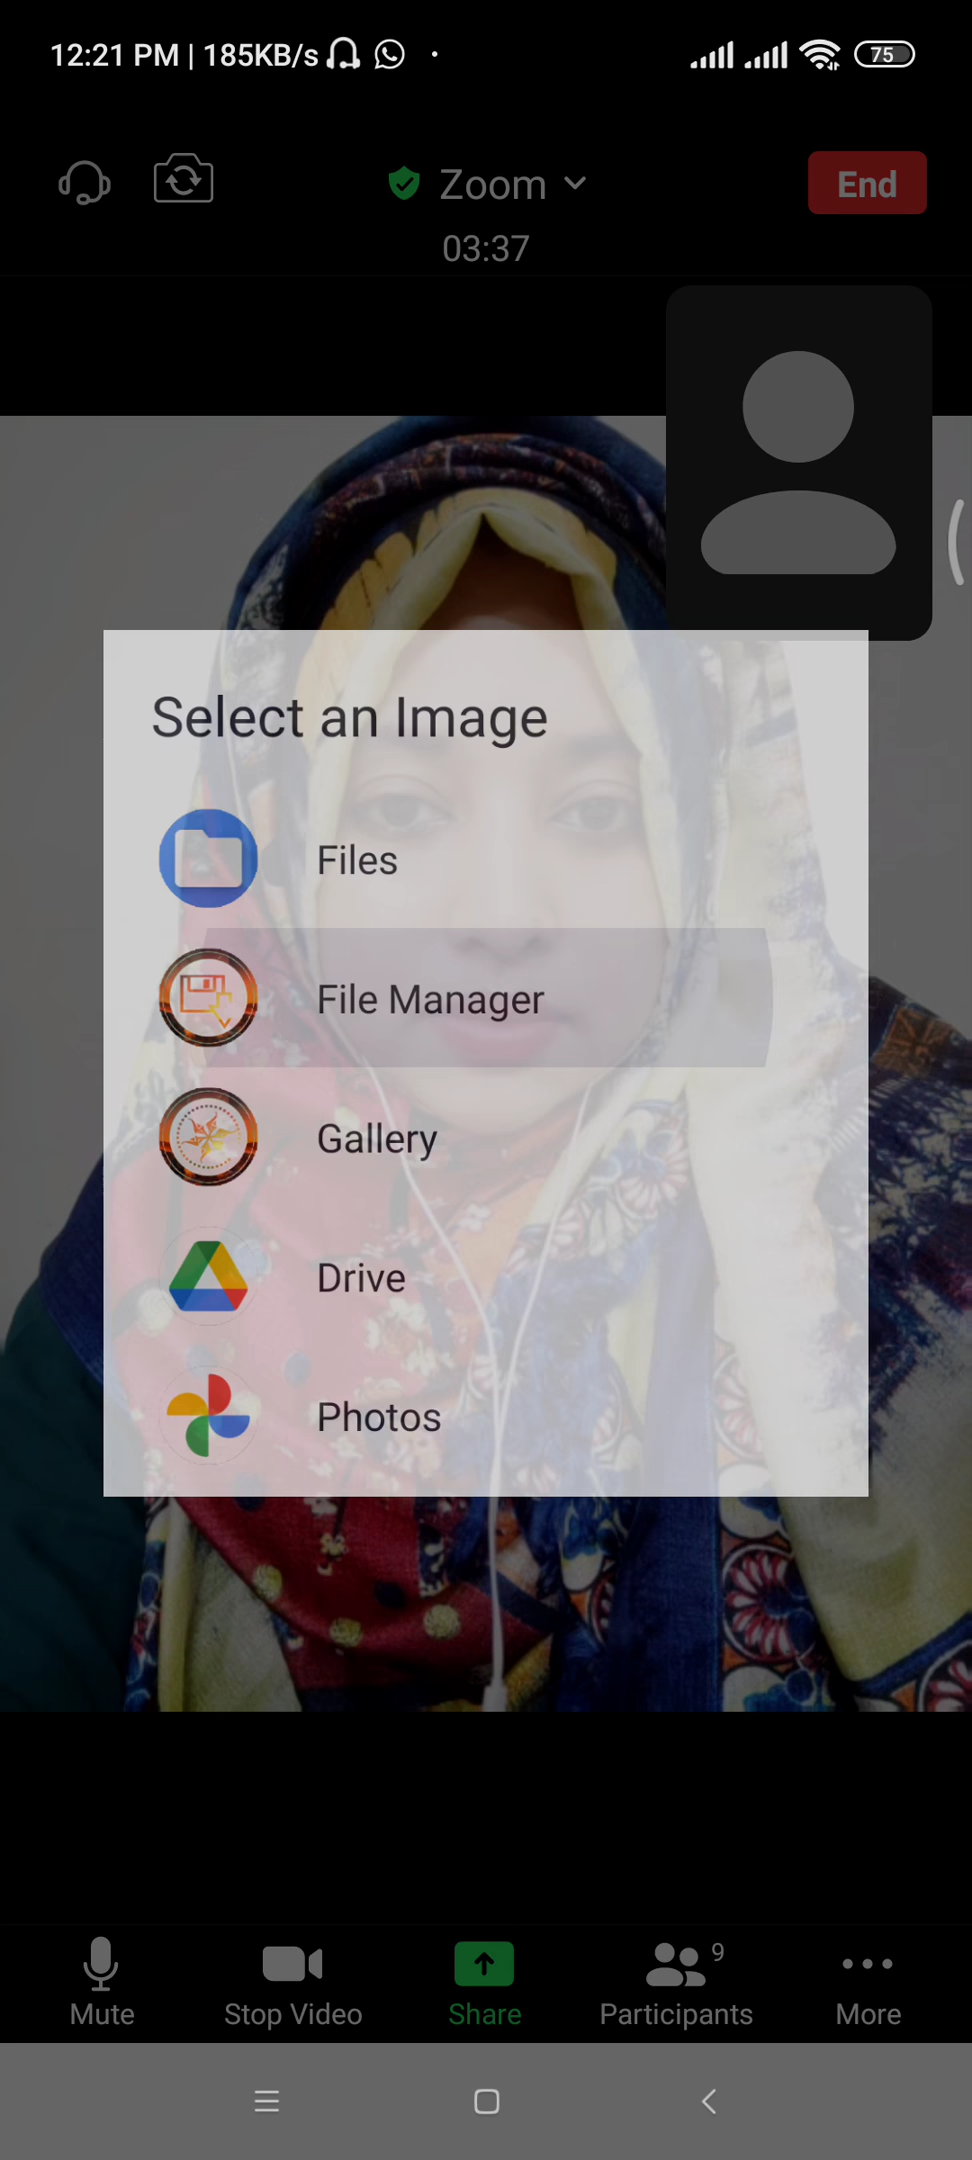 12:21 PM | 185KB/s
75
Zoom
End
03:37
Select an Image
Files
File Manager
Gallery
Drive
Photos
9
Mute
Stop Video
Share
Participants
More